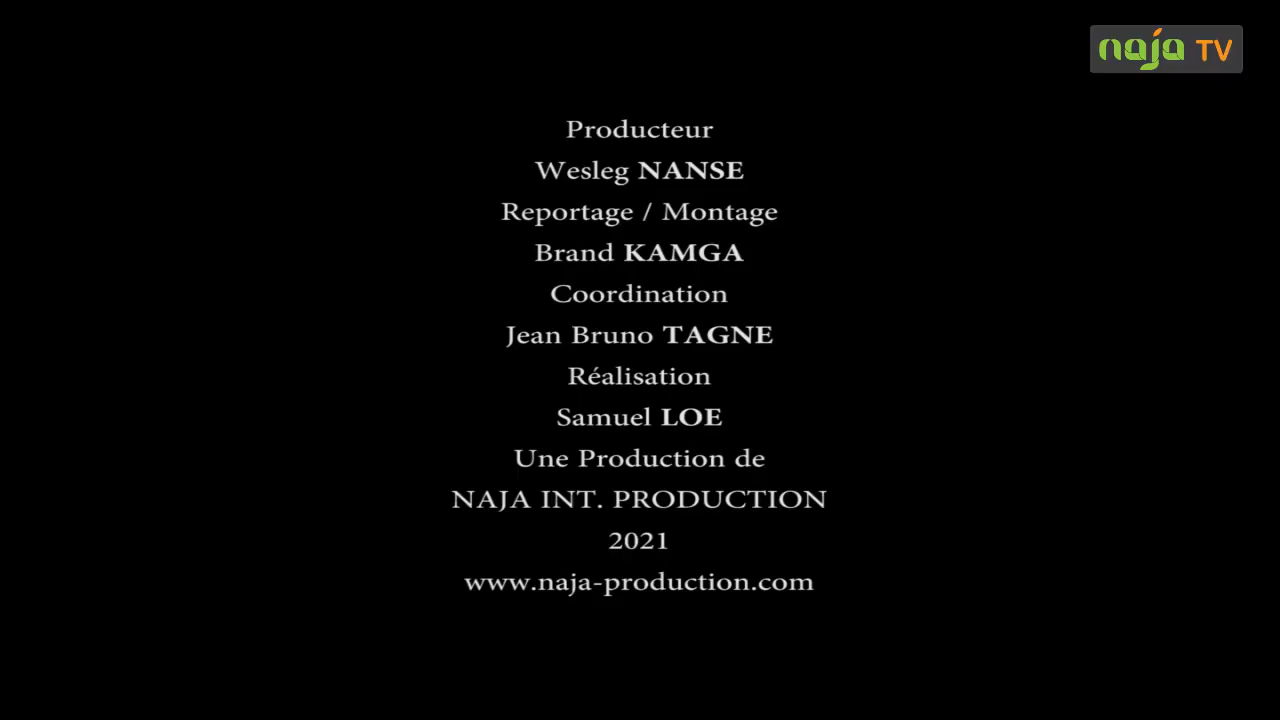 naja TV
Producteur
Wesleg NANSE
Reportage / Montage
Brand KAMGA
Coordination
Jean Bruno TAGNE
Réalisation
Samuel LOE
Une Production de
NAJA INT. PRODUCTION
2021
www.naja-production.com